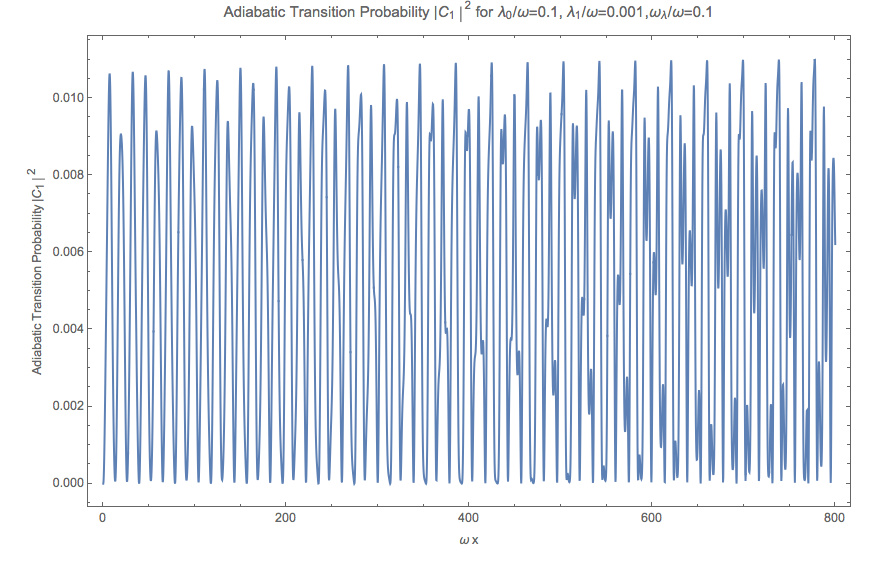 Adiabatic Transition Probability |C₁|² for λ₀/ω=0.1, λ₁/ω=0.001,ωλ/ω=0.1
Adiabatic Transition Probability |C₁|²
0.010
0.008
0.006
0.004
0.002
0.000
0 200 400 600 800
ω x